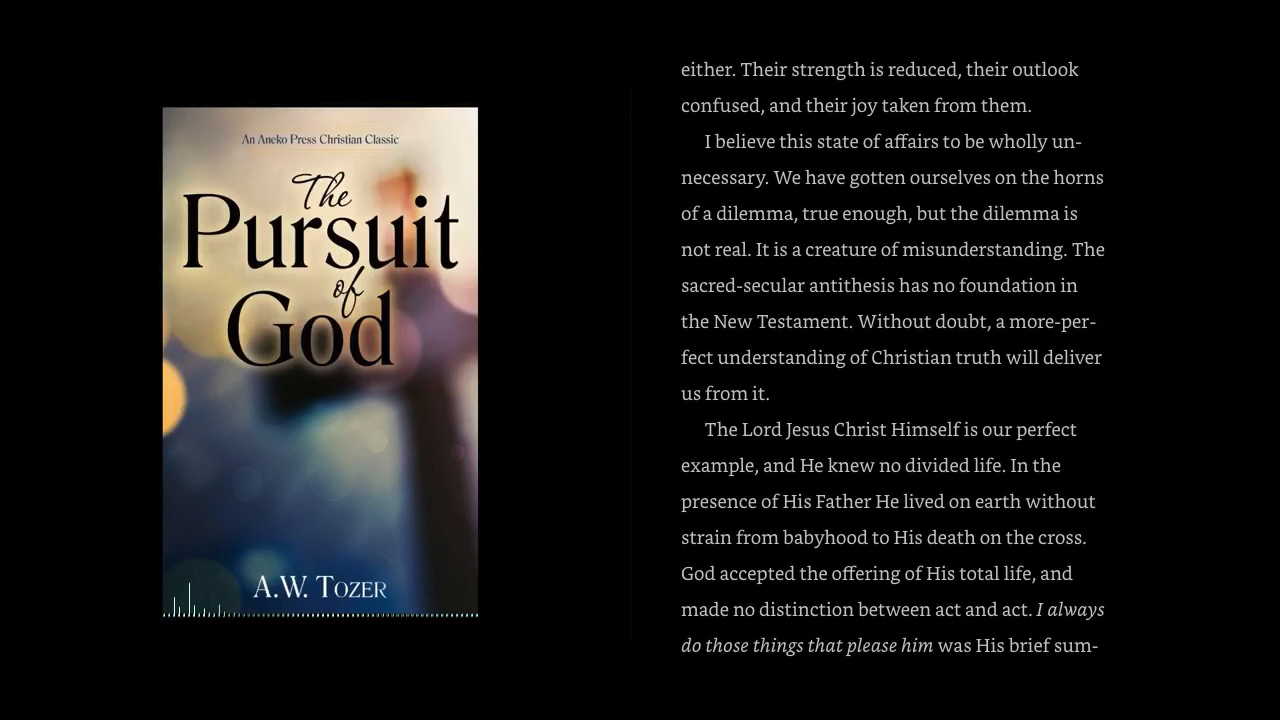 An Aneko Press Christian Classic
The
Pursuit
of
God
A.W. Tozer
either. Their strength is reduced, their outlook
confused, and their joy taken from them.
I believe this state of affairs to be wholly un-
necessary. We have gotten ourselves on the horns
of a dilemma, true enough, but the dilemma is
not real. It is a creature of misunderstanding. The
sacred-secular antithesis has no foundation in
the New Testament. Without doubt, a more-per-
fect understanding of Christian truth will deliver
us from it.
The Lord Jesus Christ Himself is our perfect
example, and He knew no divided life. In the
presence of His Father He lived on earth without
strain from babyhood to His death on the cross.
God accepted the offering of His total life, and
made no distinction between act and act. I always
do those things that please him was His brief sum-